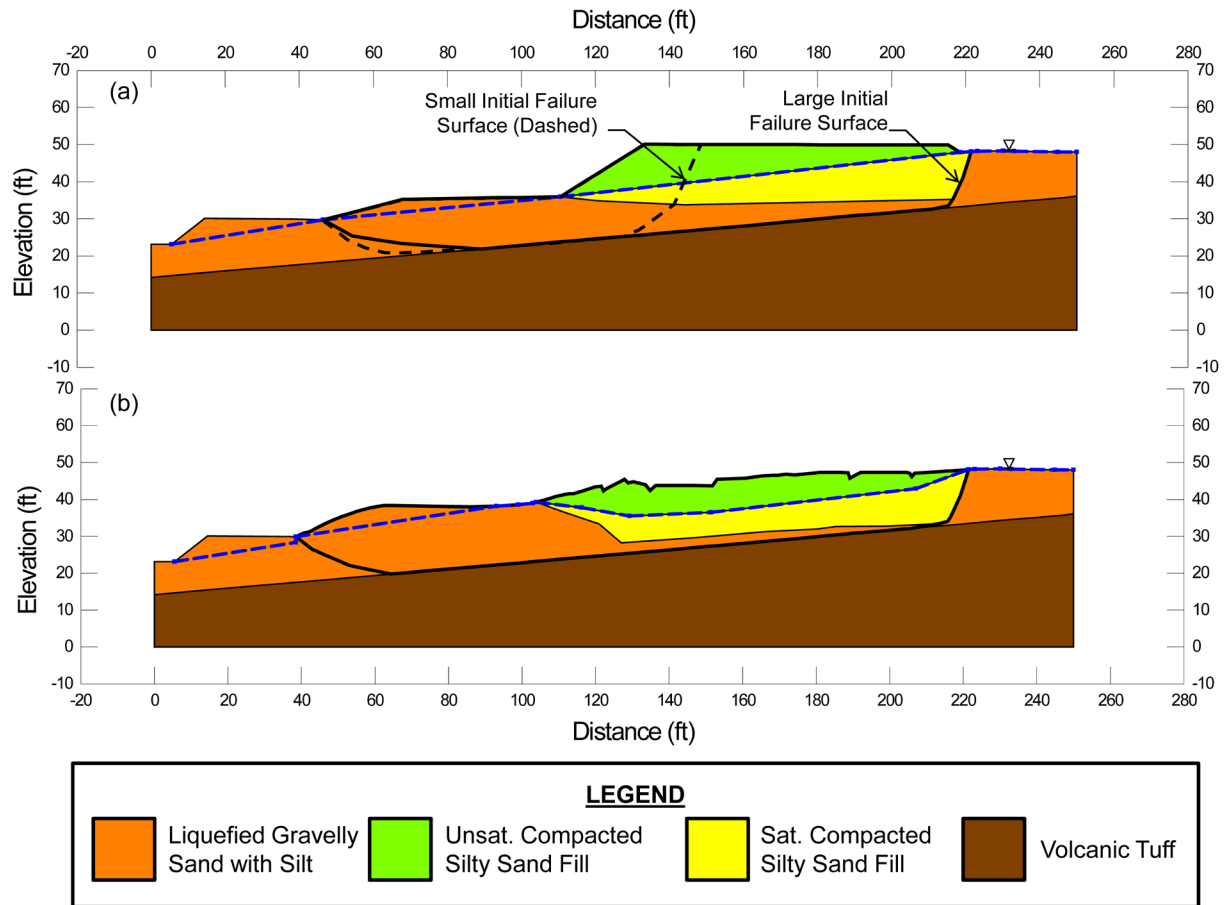 Distance (ft)
-20 0 20 40 60 80 100 120 140 160 180 200 220 240 260 280
70 70
(a)
60 60
Small Initial Failure
Surface (Dashed)
Large Initial
Failure Surface
50 50
40 40
30 30
20 20
10 10
0 0
-10 -10
Elevation (ft)
70 70
(b)
60 60
50 50
40 40
30 30
20 20
10 10
0 0
-10 -10
Elevation (ft)
-20 0 20 40 60 80 100 120 140 160 180 200 220 240 260 280
Distance (ft)
LEGEND
Liquefied Gravelly
Sand with Silt
Unsat. Compacted
Silty Sand Fill
Sat. Compacted
Silty Sand Fill
Volcanic Tuff